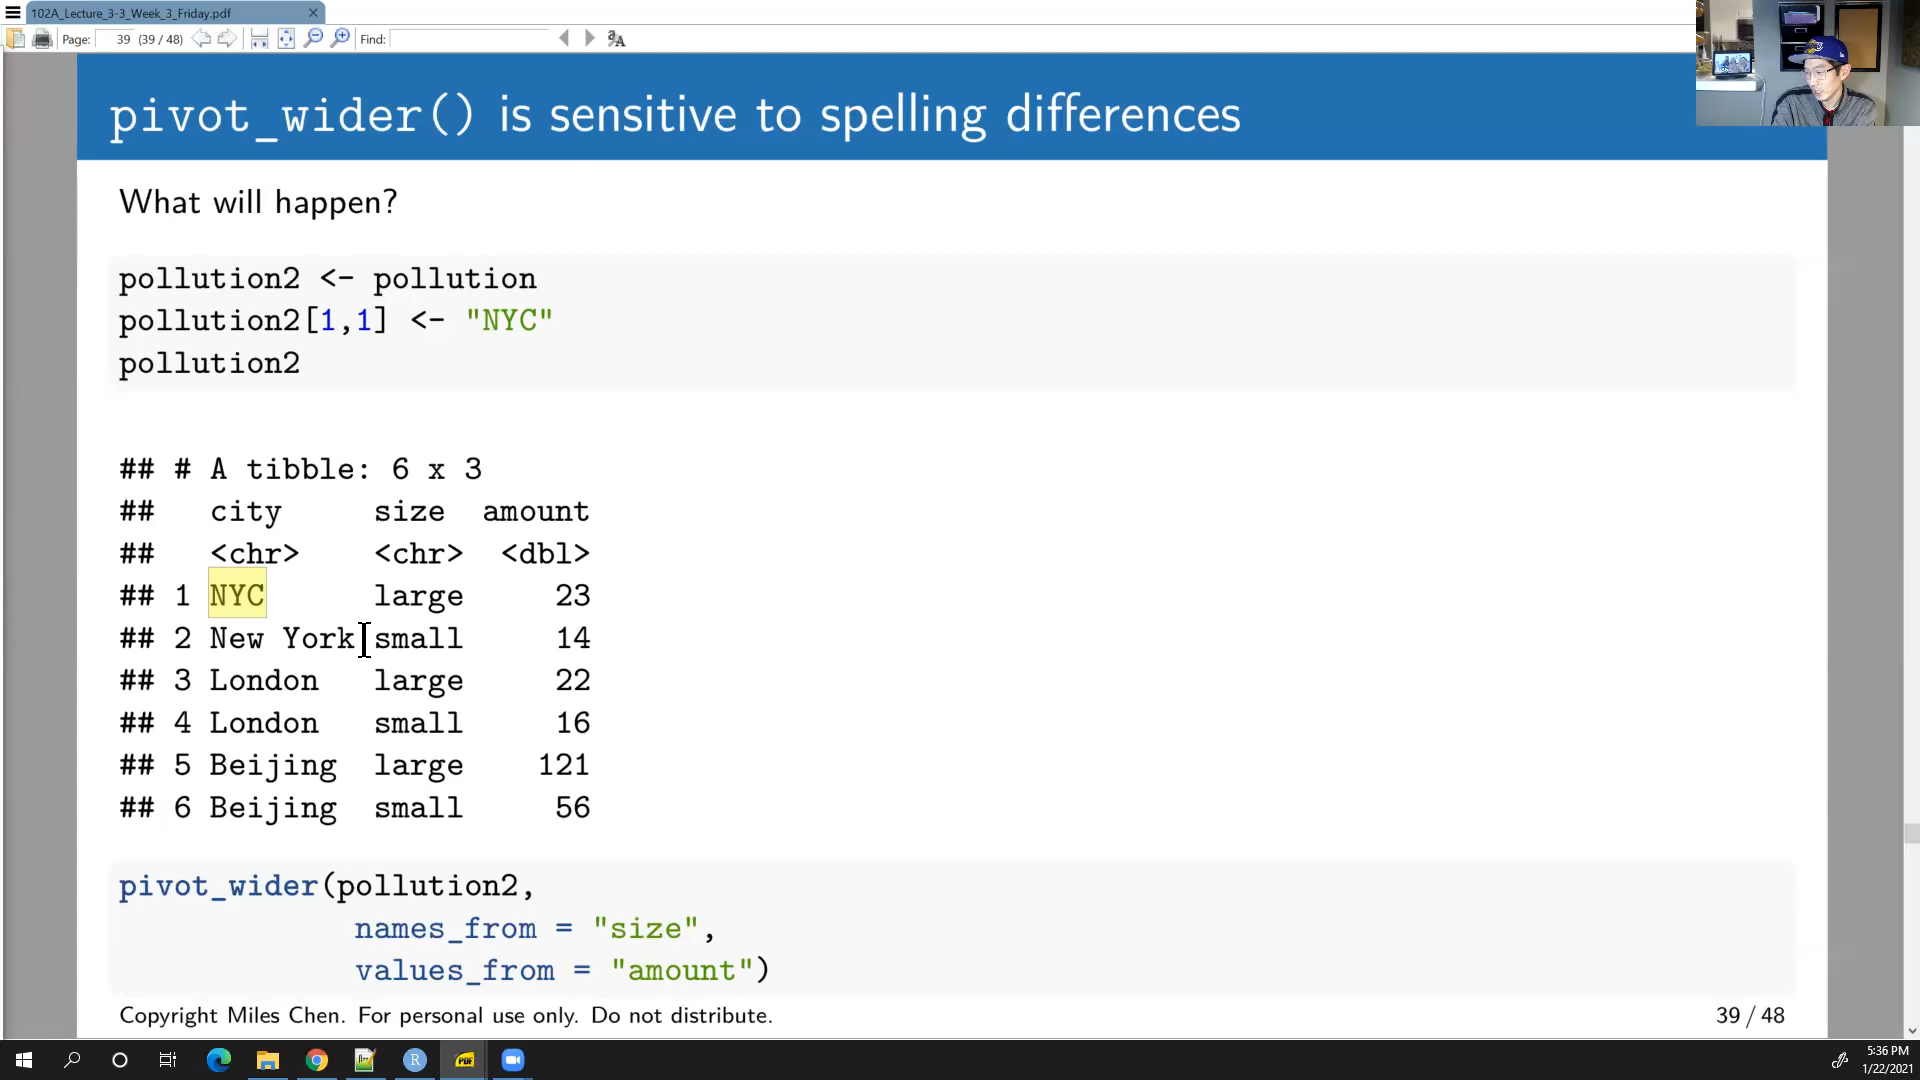 102A_Lecture_3-3_Week_3_Friday.pdf
Page: 39 (39 / 48) Find:
pivot_wider() is sensitive to spelling differences
What will happen?
pollution2 <- pollution
pollution2[1,1] <- "NYC"
pollution2
## # A tibble: 6 x 3
## city size amount
## <chr> <chr> <dbl>
## 1 NYC large 23
## 2 New York small 14
## 3 London large 22
## 4 London small 16
## 5 Beijing large 121
## 6 Beijing small 56
pivot_wider(pollution2,
names_from = "size",
values_from = "amount")
Copyright Miles Chen. For personal use only. Do not distribute.
39 / 48
5:36 PM
1/22/2021